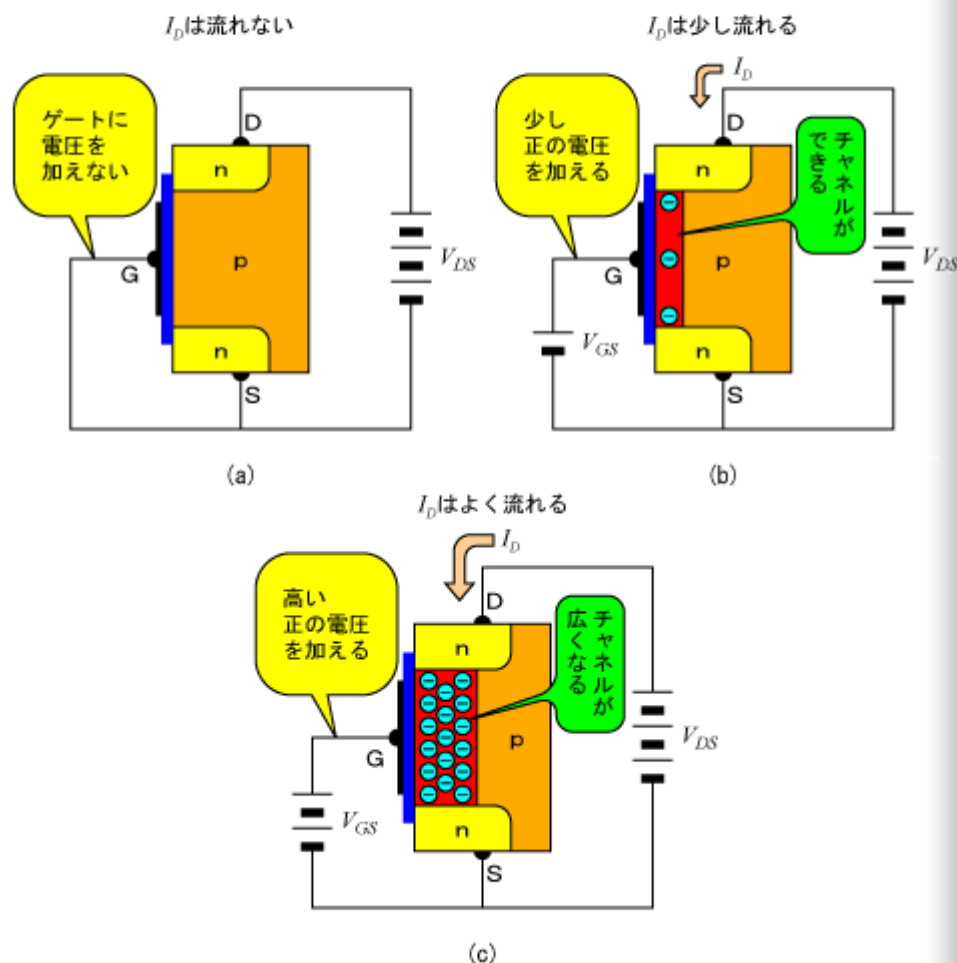 I_Dは流れない
ゲートに
電圧を
加えない
D
n
p
G
n
S
V_DS
(a)
I_Dは少し流れる
I_D
少し
正の電圧
を加える
D
チャネルが
できる
n
p
G
n
S
V_GS
V_DS
(b)
I_Dはよく流れる
I_D
高い
正の電圧
を加える
D
チャネルが
広くなる
n
p
G
n
S
V_GS
V_DS
(c)